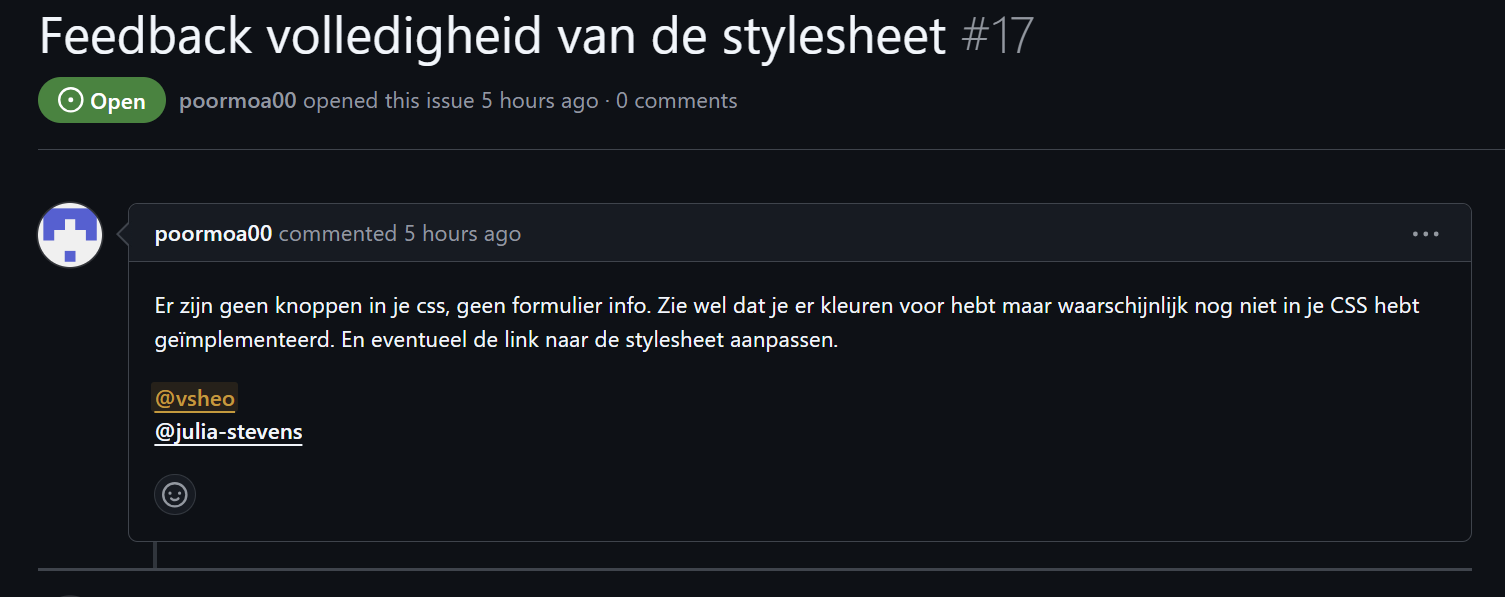 Feedback volledigheid van de stylesheet #17
Open poormoa00 opened this issue 5 hours ago · 0 comments
poormoa00 commented 5 hours ago
Er zijn geen knoppen in je css, geen formulier info. Zie wel dat je er kleuren voor hebt maar waarschijnlijk nog niet in je CSS hebt
geïmplementeerd. En eventueel de link naar de stylesheet aanpassen.
@vsheo
@julia-stevens